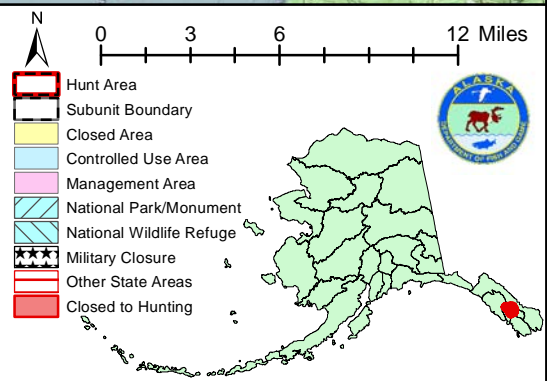 N
0 3 6 12 Miles
Hunt Area
Subunit Boundary
Closed Area
Controlled Use Area
Management Area
National Park/Monument
National Wildlife Refuge
Military Closure
Other State Areas
Closed to Hunting
ALASKA
DEPARTMENT OF FISH AND GAME